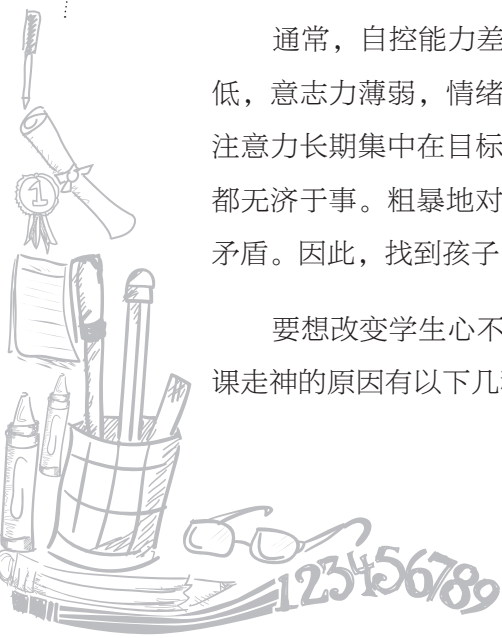 通常，自控能力差
低，意志力薄弱，情绪
注意力长期集中在目标
都无济于事。粗暴地对
矛盾。因此，找到孩子
要想改变学生心不
课走神的原因有以下几
1
123456789